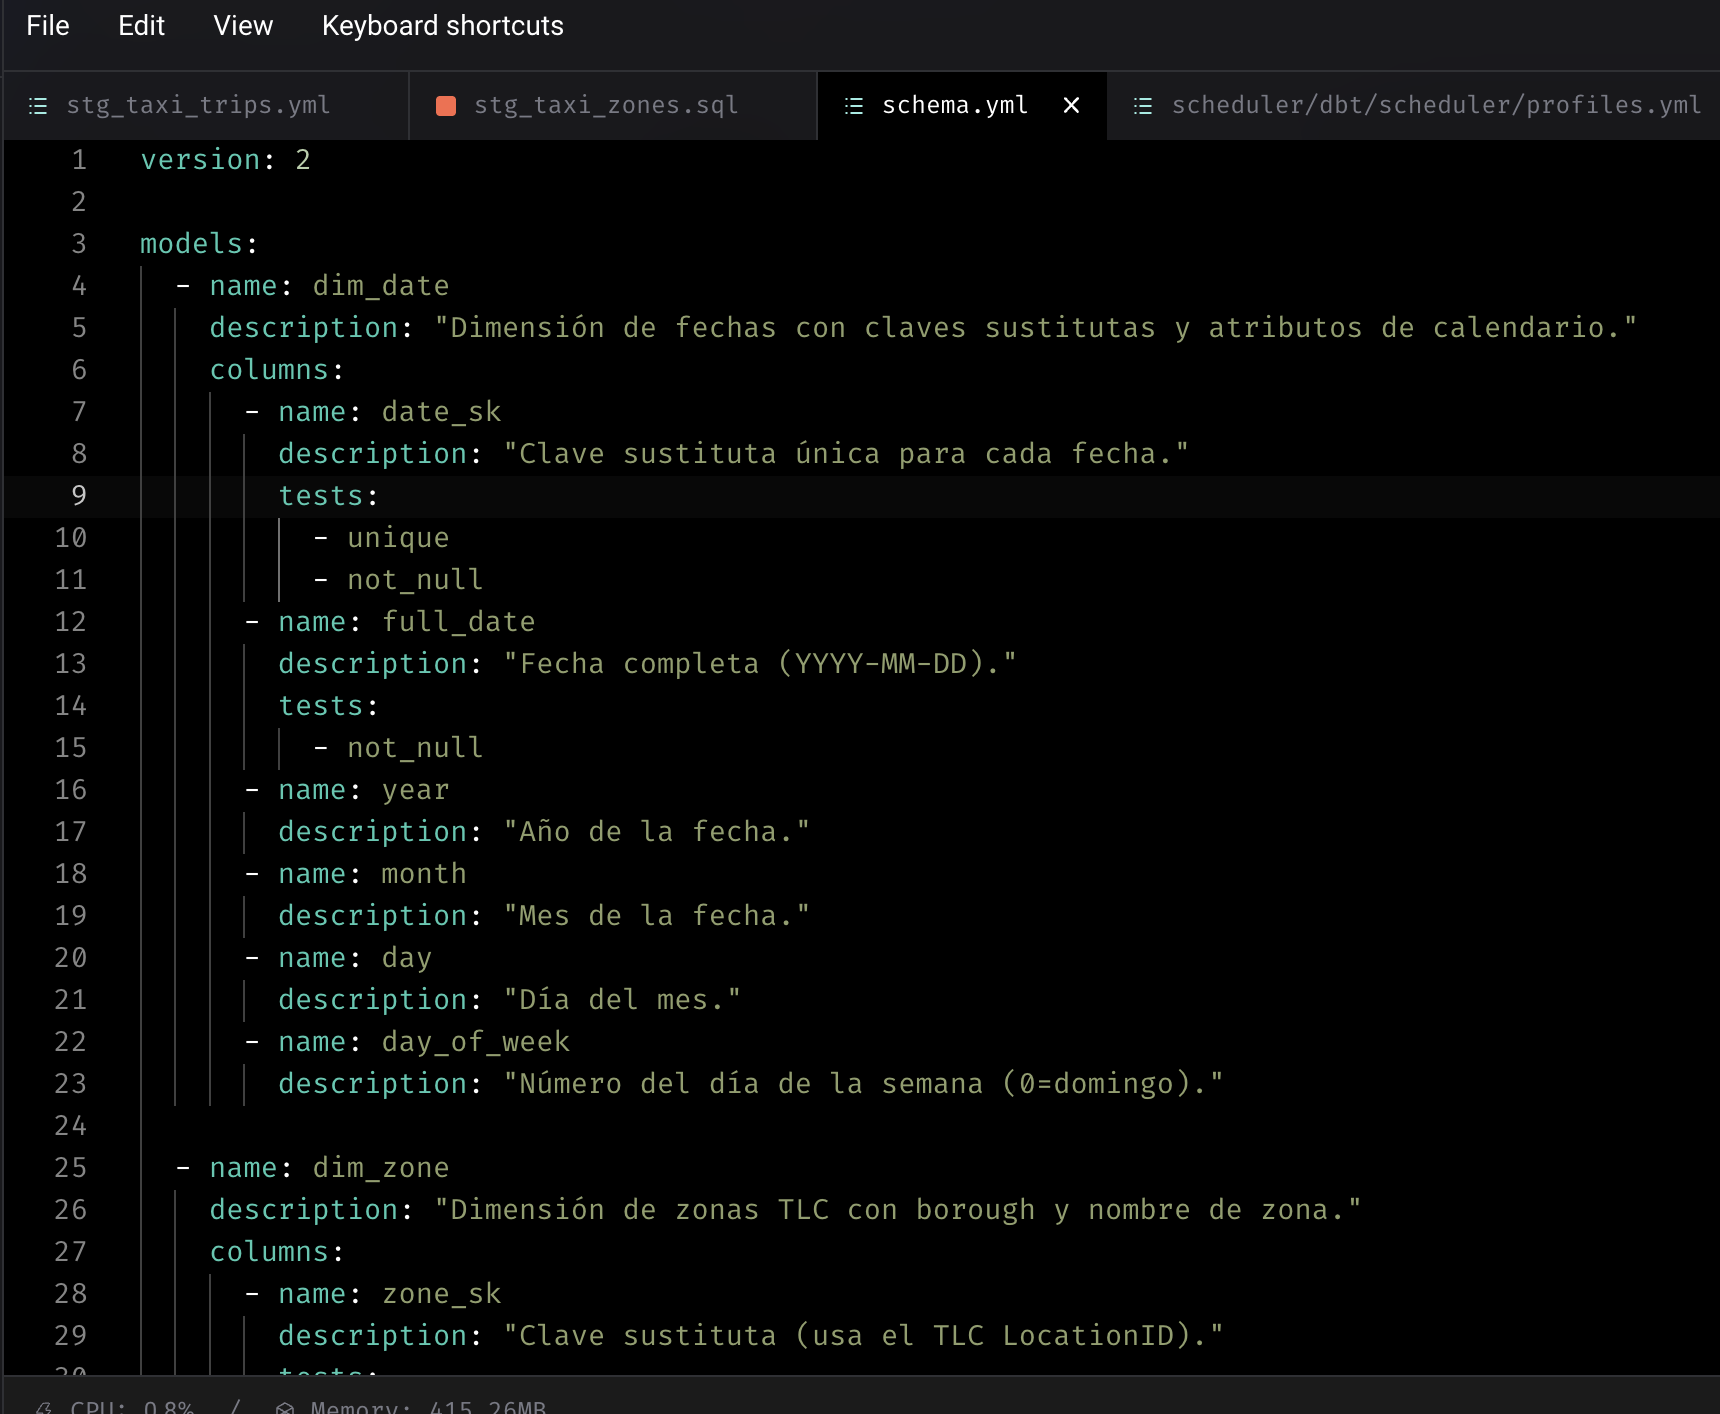 File Edit View Keyboard shortcuts
stg_taxi_trips.yml stg_taxi_zones.sql schema.yml × scheduler/dbt/scheduler/profiles.yml
1 version: 2
2
3 models:
4 - name: dim_date
5 description: "Dimensión de fechas con claves sustitutas y atributos de calendario."
6 columns:
7 - name: date_sk
8 description: "Clave sustituta única para cada fecha."
9 tests:
10 - unique
11 - not_null
12 - name: full_date
13 description: "Fecha completa (YYYY-MM-DD)."
14 tests:
15 - not_null
16 - name: year
17 description: "Año de la fecha."
18 - name: month
19 description: "Mes de la fecha."
20 - name: day
21 description: "Día del mes."
22 - name: day_of_week
23 description: "Número del día de la semana (0=domingo)."
24
25 - name: dim_zone
26 description: "Dimensión de zonas TLC con borough y nombre de zona."
27 columns:
28 - name: zone_sk
29 description: "Clave sustituta (usa el TLC LocationID)."
30 tests:
CPU: 0.8% / Memory: 415.26MB